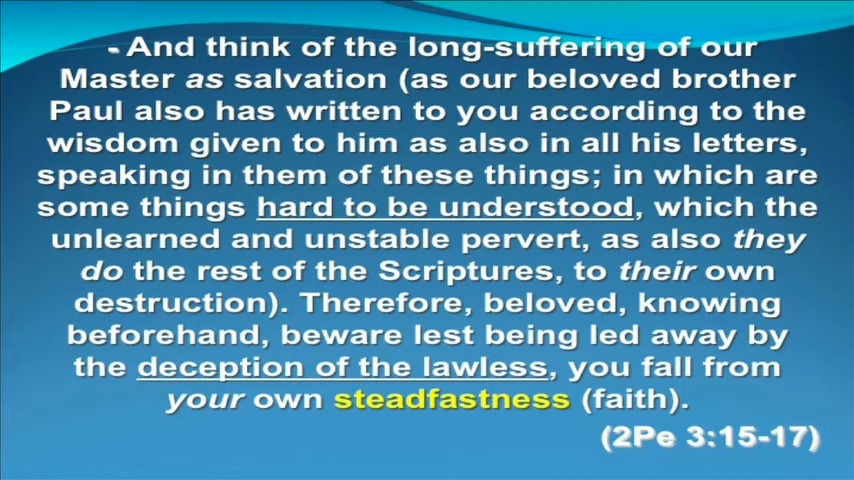 - And think of the long-suffering of our
Master as salvation (as our beloved brother
Paul also has written to you according to the
wisdom given to him as also in all his letters,
speaking in them of these things; in which are
some things hard to be understood, which the
unlearned and unstable pervert, as also they
do the rest of the Scriptures, to their own
destruction). Therefore, beloved, knowing
beforehand, beware lest being led away by
the deception of the lawless, you fall from
your own steadfastness (faith).
(2Pe 3:15-17)